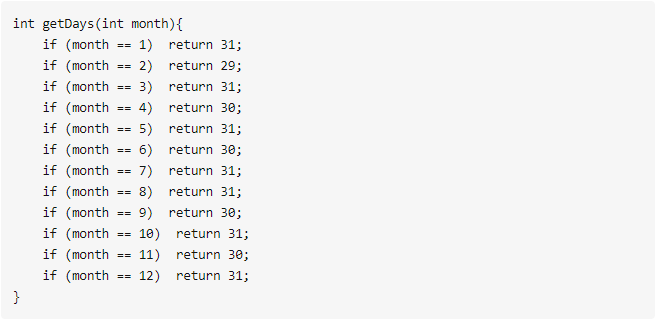 int getDays(int month){
    if (month == 1)  return 31;
    if (month == 2)  return 29;
    if (month == 3)  return 31;
    if (month == 4)  return 30;
    if (month == 5)  return 31;
    if (month == 6)  return 30;
    if (month == 7)  return 31;
    if (month == 8)  return 31;
    if (month == 9)  return 30;
    if (month == 10)  return 31;
    if (month == 11)  return 30;
    if (month == 12)  return 31;
}